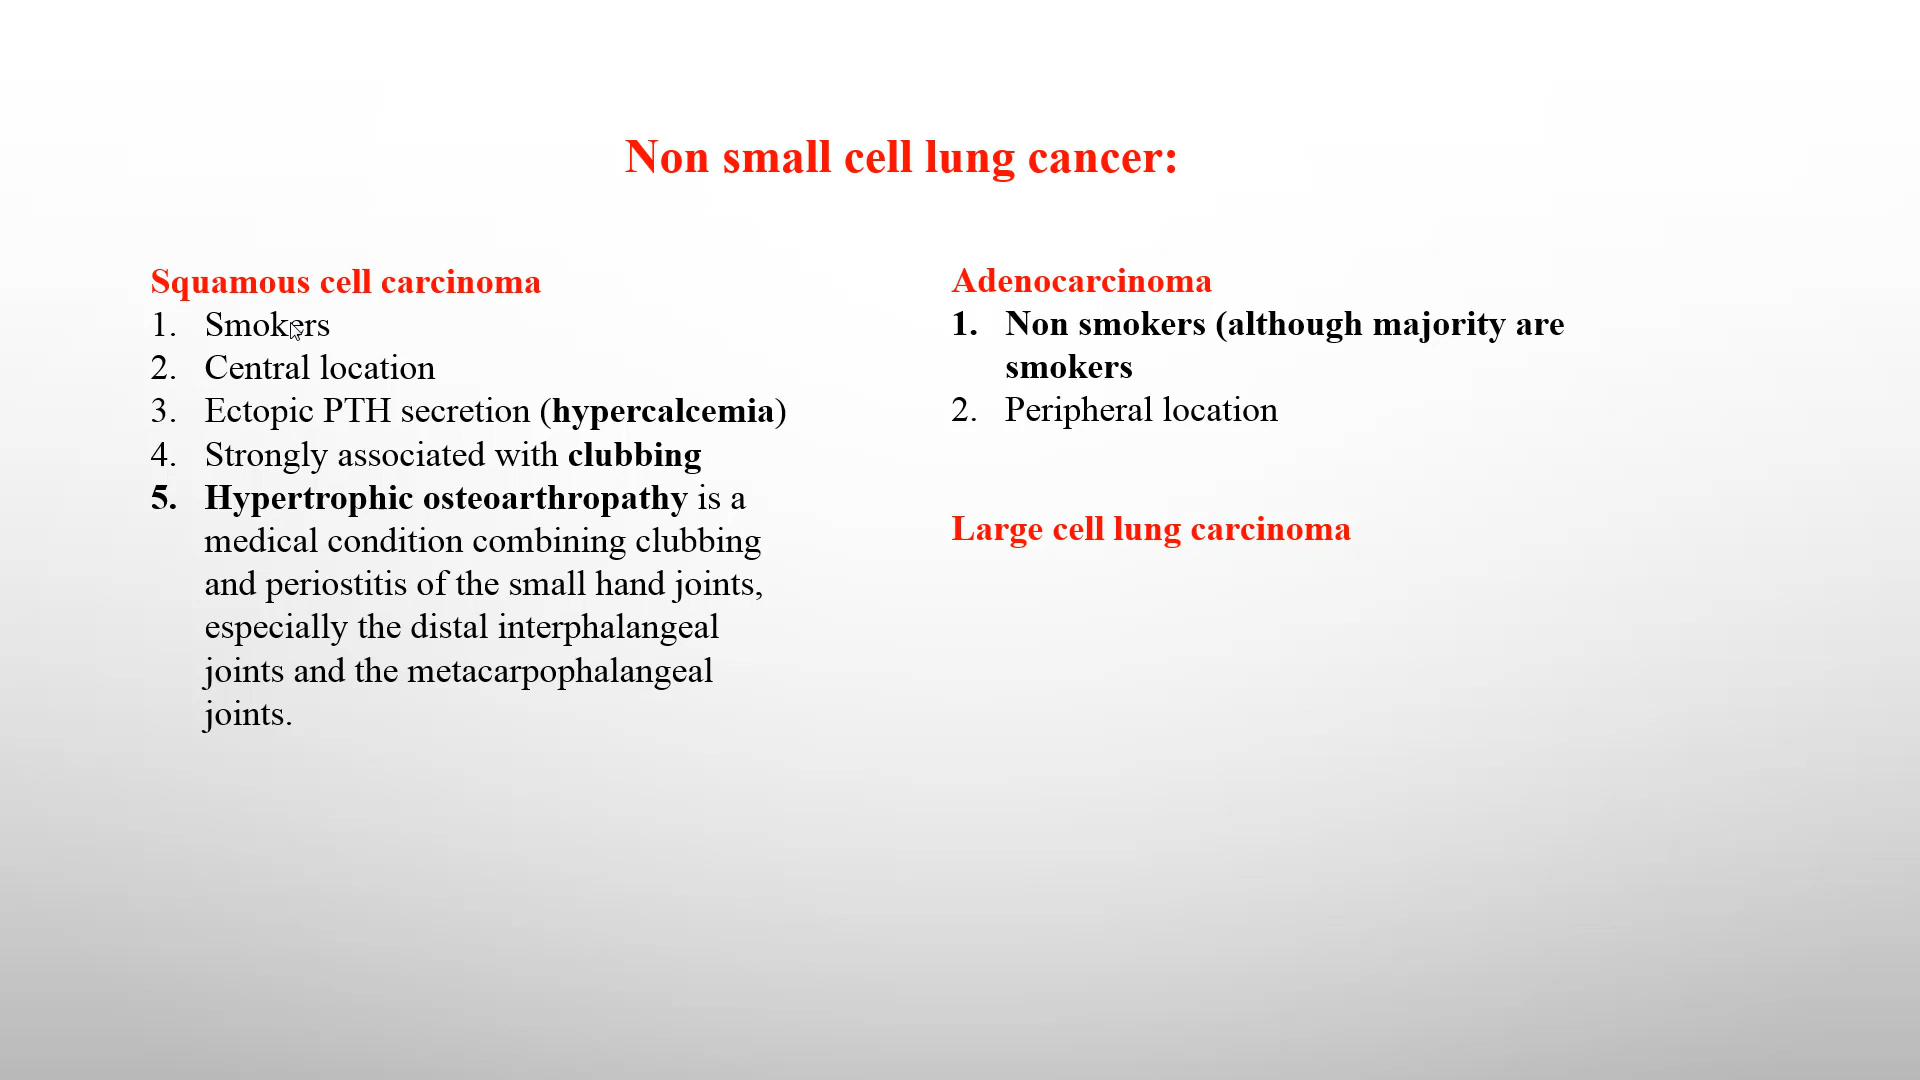 Non small cell lung cancer:
Squamous cell carcinoma
1. Smokers
2. Central location
3. Ectopic PTH secretion (hypercalcemia)
4. Strongly associated with clubbing
5. Hypertrophic osteoarthropathy is a
medical condition combining clubbing
and periostitis of the small hand joints,
especially the distal interphalangeal
joints and the metacarpophalangeal
joints.
Adenocarcinoma
1. Non smokers (although majority are
smokers
2. Peripheral location
Large cell lung carcinoma